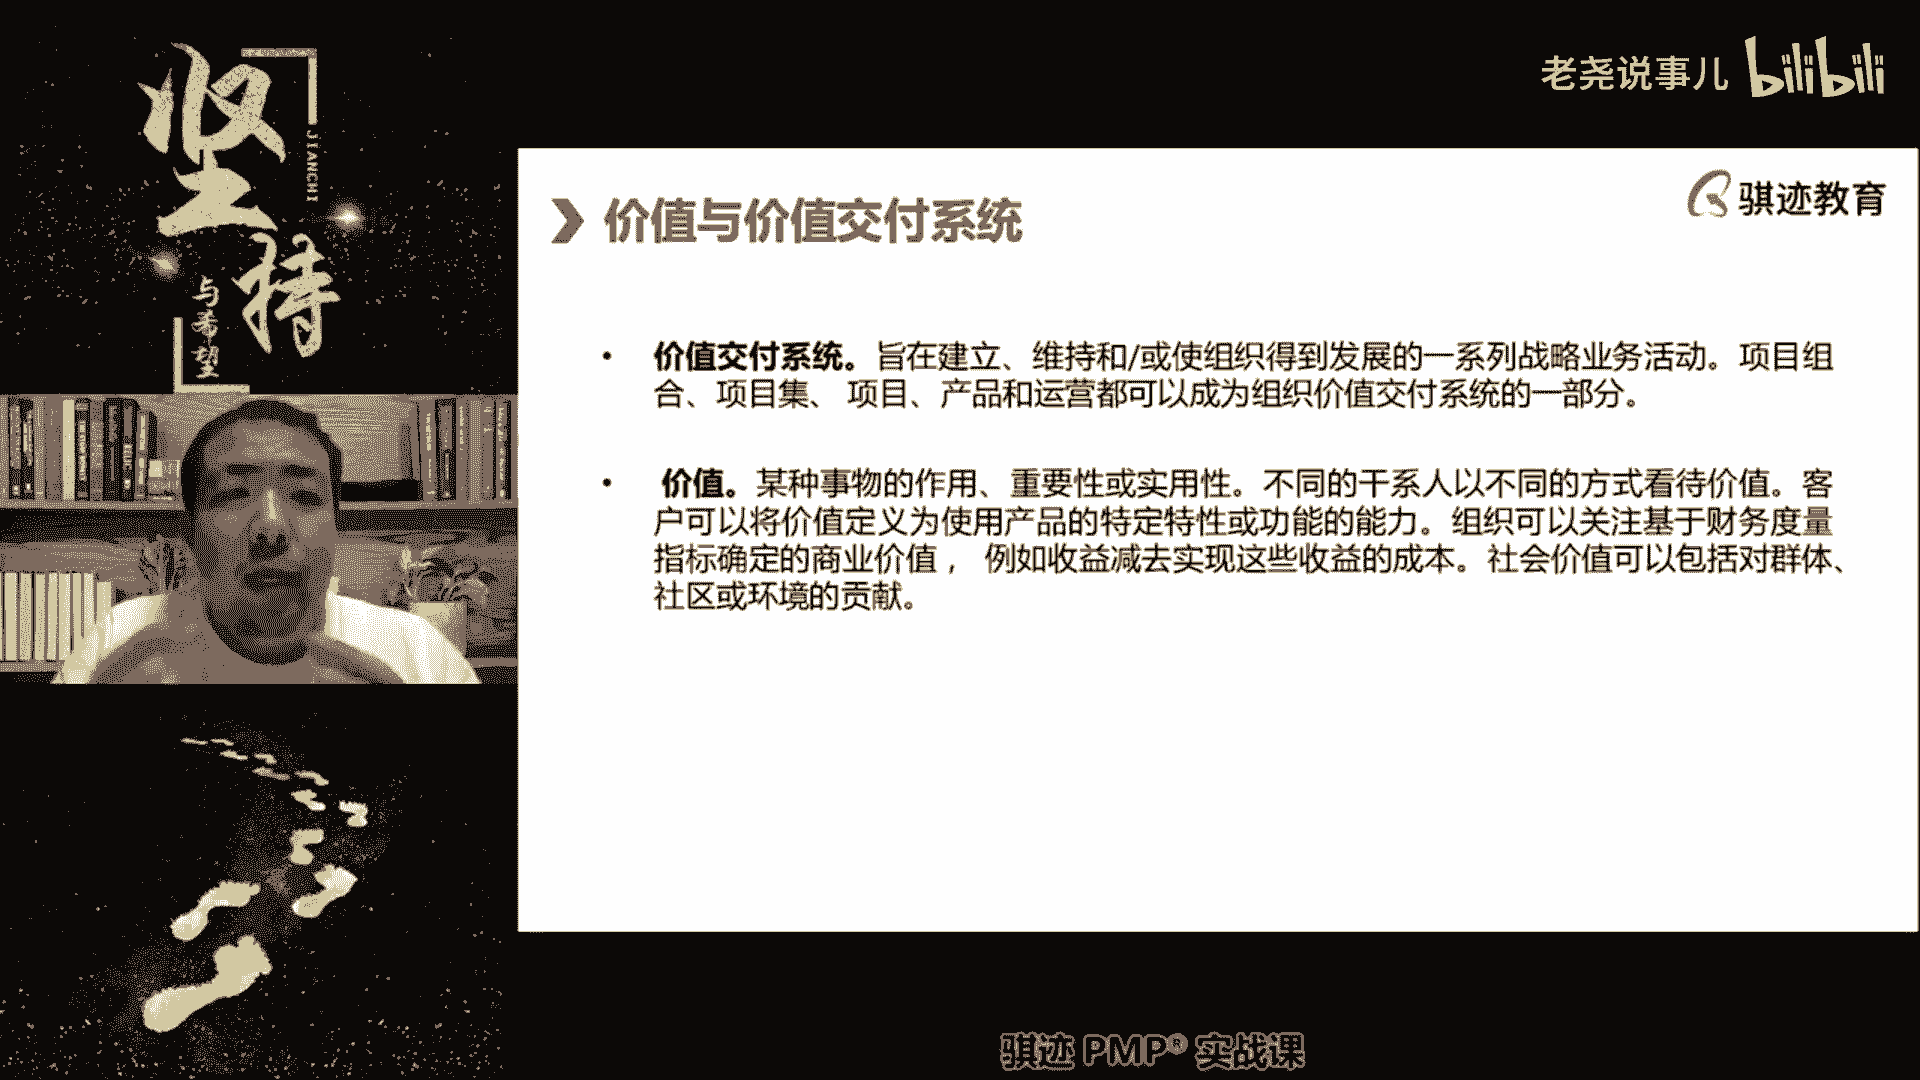 坚持
JIANCHI
与希望
老尧说事儿 bilibili
骐迹教育
价值与价值交付系统
• 价值交付系统。旨在建立、维持和/或使组织得到发展的一系列战略业务活动。项目组
合、项目集、 项目、产品和运营都可以成为组织价值交付系统的一部分。
• 价值。某种事物的作用、重要性或实用性。不同的干系人以不同的方式看待价值。客
户可以将价值定义为使用产品的特定特性或功能的能力。组织可以关注基于财务度量
指标确定的商业价值， 例如收益减去实现这些收益的成本。社会价值可以包括对群体、
社区或环境的贡献。
骐迹 PMP® 实战课